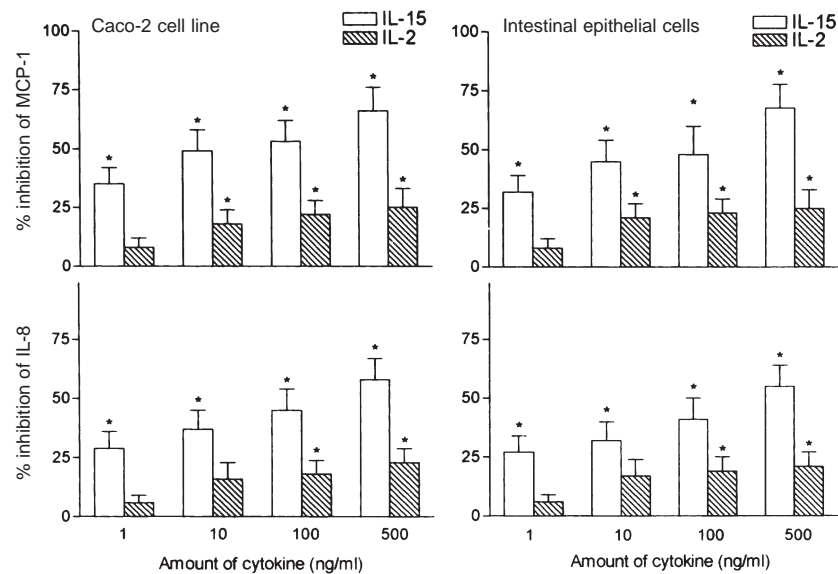 Caco-2 cell line
IL-15
IL-2
Intestinal epithelial cells
IL-15
IL-2
% inhibition of MCP-1
100
75
50
25
0
100
75
50
25
0
* * * * * * *
* * * * * * *
% inhibition of IL-8
75
50
25
0
75
50
25
0
* * * * * *
* * * * * *
1 10 100 500
1 10 100 500
Amount of cytokine (ng/ml)
Amount of cytokine (ng/ml)